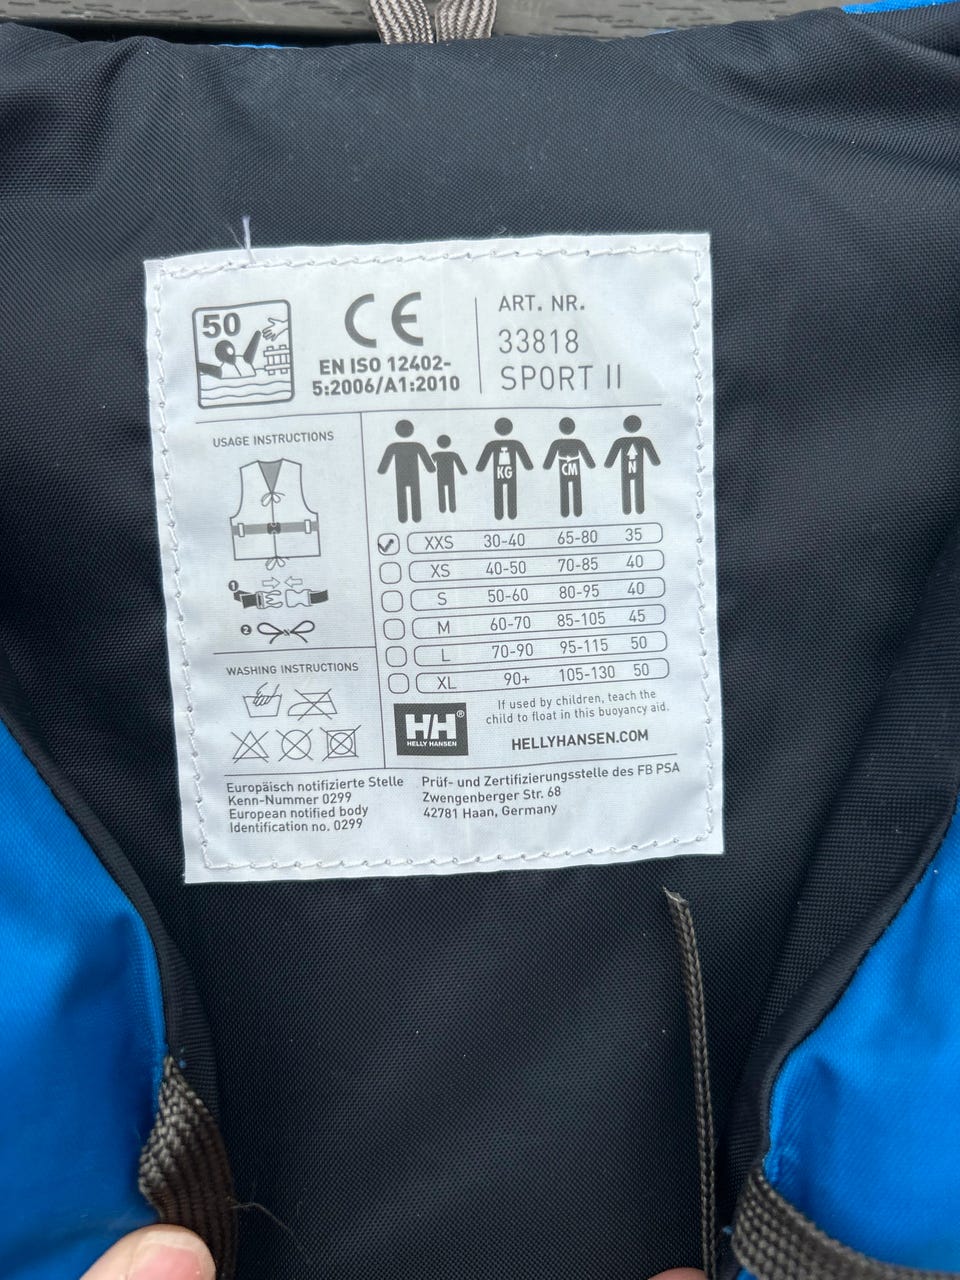 50
CE
EN ISO 12402-
5:2006/A1:2010
ART. NR.
33818
SPORT II
USAGE INSTRUCTIONS
1
2
WASHING INSTRUCTIONS
KG CM N
XXS 30-40 65-80 35
XS 40-50 70-85 40
S 50-60 80-95 40
M 60-70 85-105 45
L 70-90 95-115 50
XL 90+ 105-130 50
If used by children, teach the
child to float in this buoyancy aid.
HH®
HELLY HANSEN
HELLYHANSEN.COM
Europäisch notifizierte Stelle
Kenn-Nummer 0299
European notified body
Identification no. 0299
Prüf- und Zertifizierungsstelle des FB PSA
Zwengenberger Str. 68
42781 Haan, Germany